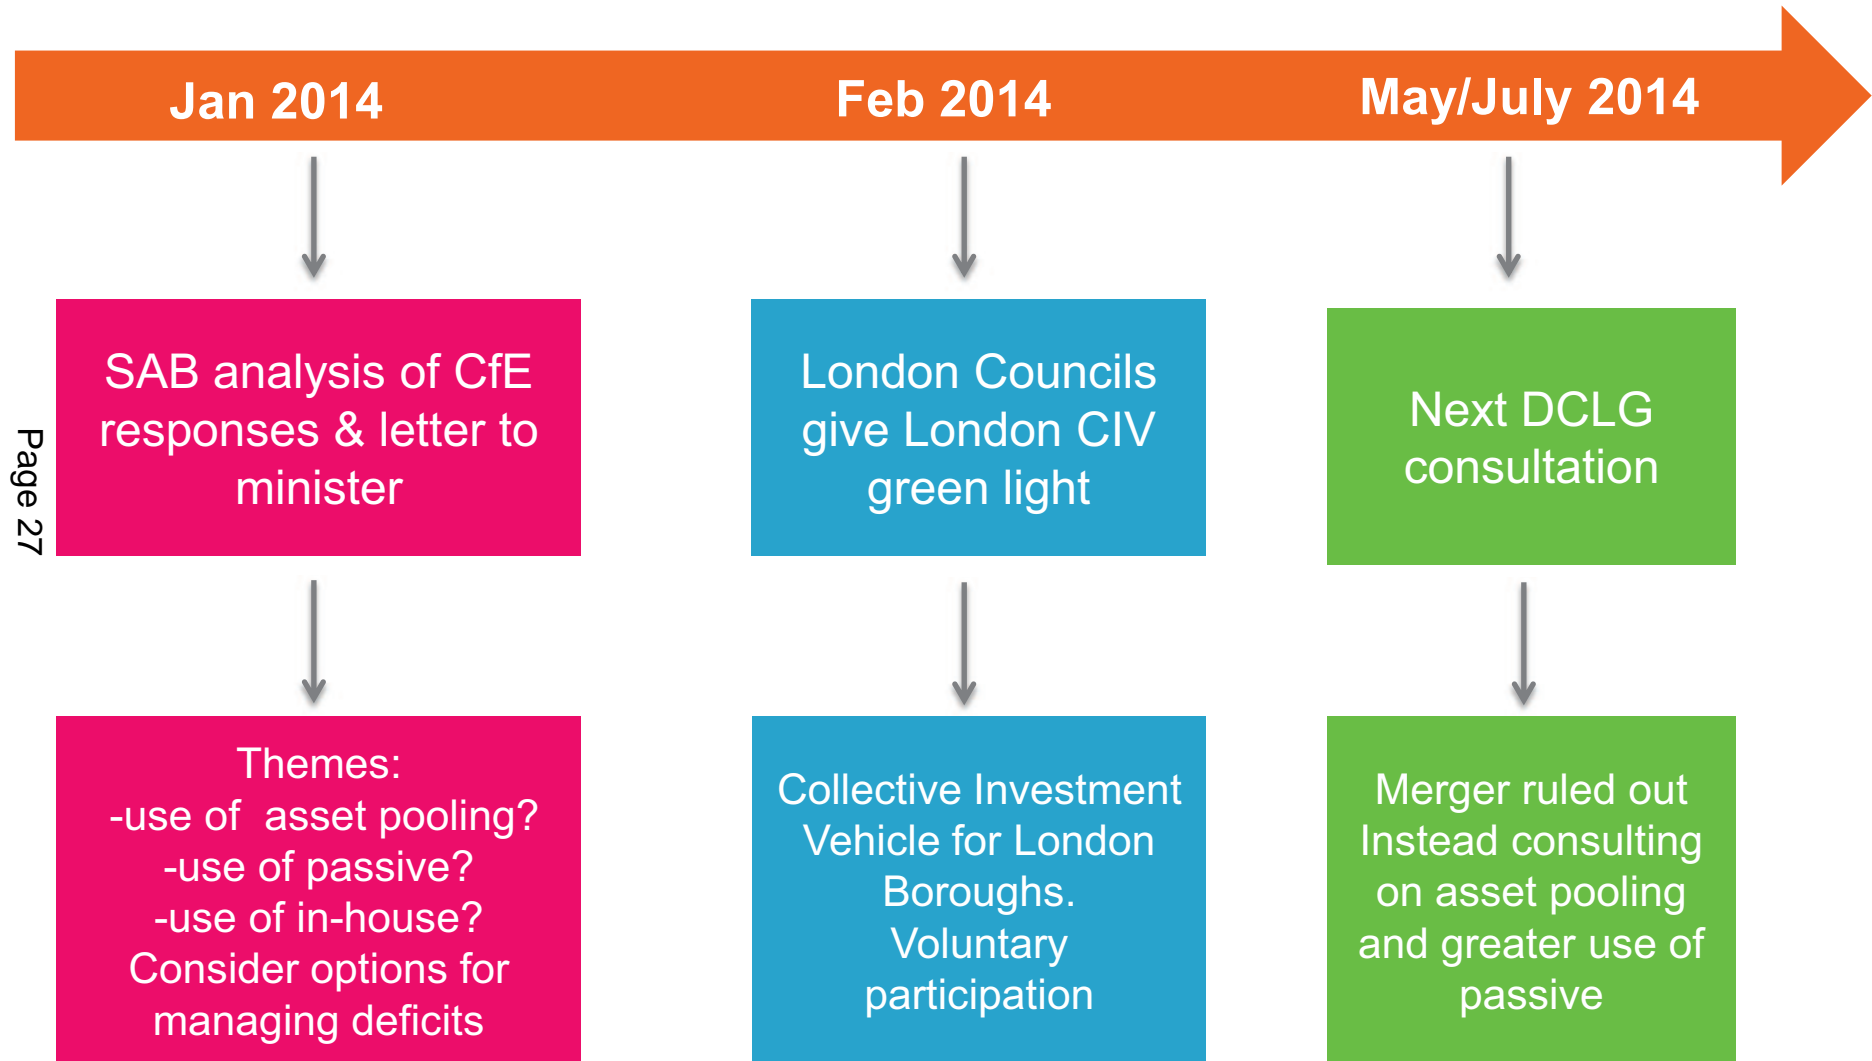 Jan 2014
Feb 2014
May/July 2014
SAB analysis of CfE
responses & letter to
minister
London Councils
give London CIV
green light
Next DCLG
consultation
Page 27
Themes:
-use of  asset pooling?
-use of passive?
-use of in-house?
Consider options for
managing deficits
Collective Investment
Vehicle for London
Boroughs.
Voluntary
participation
Merger ruled out
Instead consulting
on asset pooling
and greater use of
passive